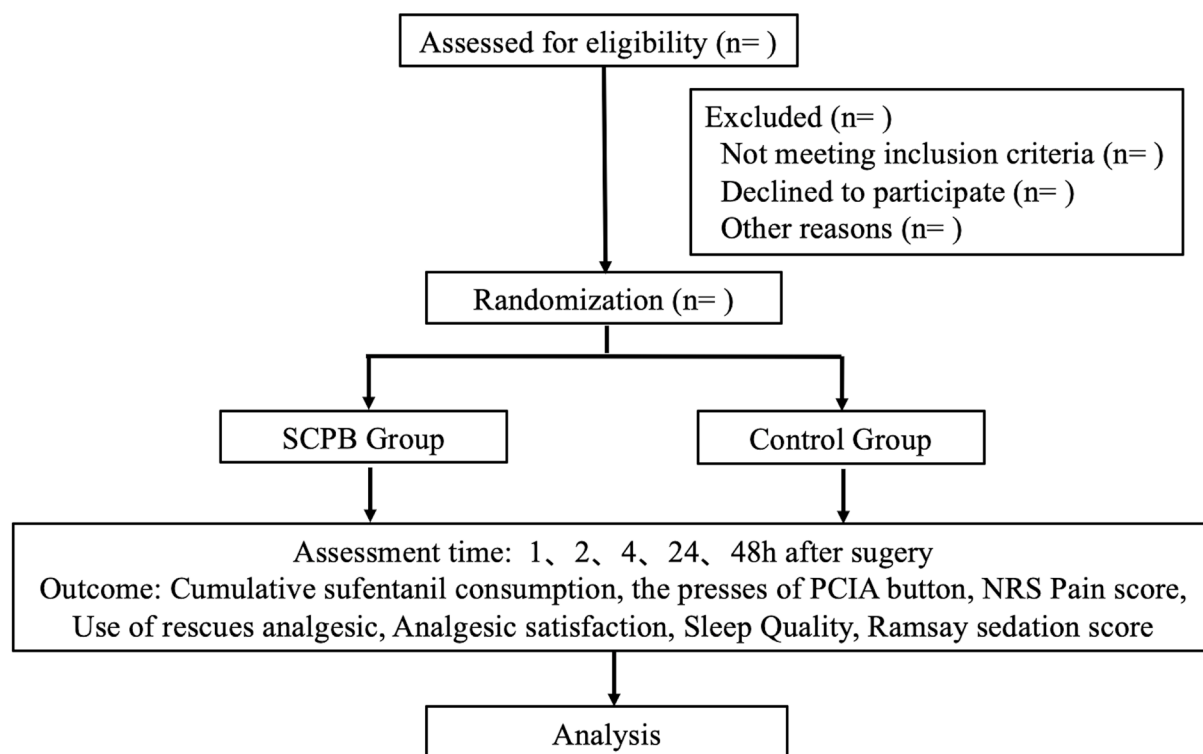 Assessed for eligibility (n= )
Excluded (n= )
Not meeting inclusion criteria (n= )
Declined to participate (n= )
Other reasons (n= )
Randomization (n= )
SCPB Group
Control Group
Assessment time: 1、2、4、24、48h after sugery
Outcome: Cumulative sufentanil consumption, the presses of PCIA button, NRS Pain score,
Use of rescues analgesic, Analgesic satisfaction, Sleep Quality, Ramsay sedation score
Analysis